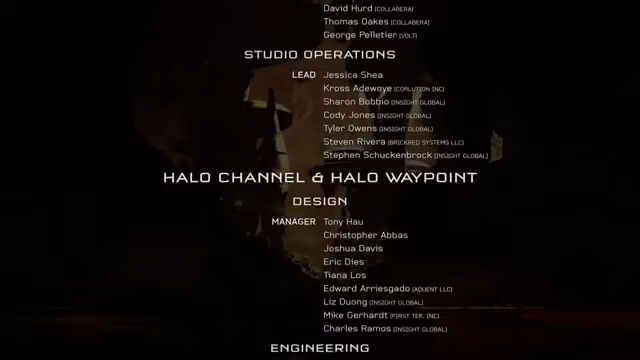 David Hurd (COLLABERA)
Thomas Oakes (COLLABERA)
George Pelletier (VOLT)
STUDIO OPERATIONS
LEAD Jessica Shea
Kross Adewoye (CORLUTION INC)
Sharon Bobbio (INSIGHT GLOBAL)
Cody Jones (INSIGHT GLOBAL)
Tyler Owens (INSIGHT GLOBAL)
Steven Rivera (BRICKRED SYSTEMS LLC)
Stephen Schuckenbrock (INSIGHT GLOBAL)
HALO CHANNEL & HALO WAYPOINT
DESIGN
MANAGER Tony Hau
Christopher Abbas
Joshua Davis
Eric Dies
Tiana Los
Edward Arriesgado (AQUENT LLC)
Liz Duong (INSIGHT GLOBAL)
Mike Gerhardt (FIRST TEK, INC)
Charles Ramos (INSIGHT GLOBAL)
ENGINEERING